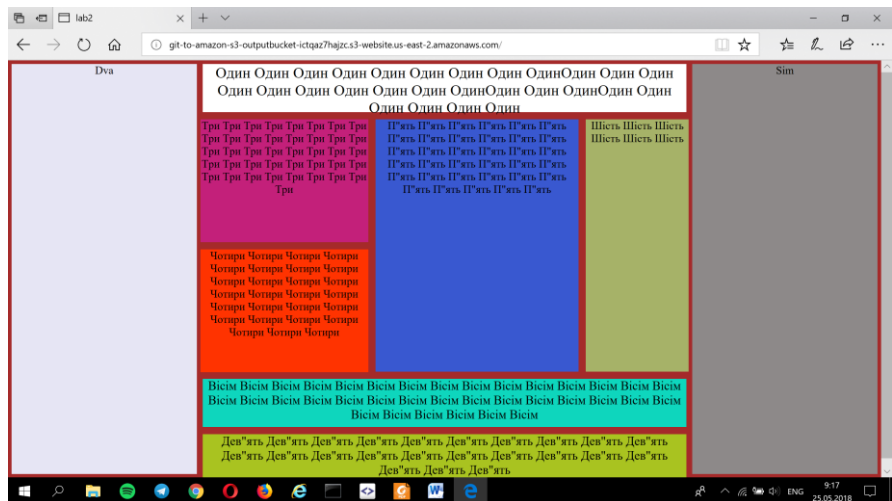 lab2
git-to-amazon-s3-outputbucket-ictqaz7hajzc.s3-website.us-east-2.amazonaws.com/
Dva
Один Один Один Один Один Один Один Один ОдинОдин Один Один
Один Один Один Один Один Один ОдинОдин Один ОдинОдин Один
Один Один Один Один
Sim
Три Три Три Три Три Три Три Три
Три Три Три Три Три Три Три Три
Три Три Три Три Три Три Три Три
Три Три Три Три Три Три Три Три
Три Три Три Три Три Три Три Три
Три
П"ять П"ять П"ять П"ять П"ять П"ять
П"ять П"ять П"ять П"ять П"ять П"ять
П"ять П"ять П"ять П"ять П"ять П"ять
П"ять П"ять П"ять П"ять П"ять П"ять
П"ять П"ять П"ять П"ять П"ять П"ять
П"ять П"ять П"ять П"ять П"ять
Шість Шість Шість
Шість Шість Шість
Чотири Чотири Чотири Чотири
Чотири Чотири Чотири Чотири
Чотири Чотири Чотири Чотири
Чотири Чотири Чотири Чотири
Чотири Чотири Чотири Чотири
Чотири Чотири Чотири Чотири
Чотири Чотири Чотири
Вісім Вісім Вісім Вісім Вісім Вісім Вісім Вісім Вісім Вісім Вісім Вісім Вісім Вісім Вісім
Вісім Вісім Вісім Вісім Вісім Вісім Вісім Вісім Вісім Вісім Вісім Вісім Вісім Вісім Вісім
Вісім Вісім Вісім Вісім Вісім Вісім
Дев"ять Дев"ять Дев"ять Дев"ять Дев"ять Дев"ять Дев"ять Дев"ять Дев"ять Дев"ять
Дев"ять Дев"ять Дев"ять Дев"ять Дев"ять Дев"ять Дев"ять Дев"ять Дев"ять Дев"ять
Дев"ять Дев"ять Дев"ять
ENG
9:17
25.05.2018